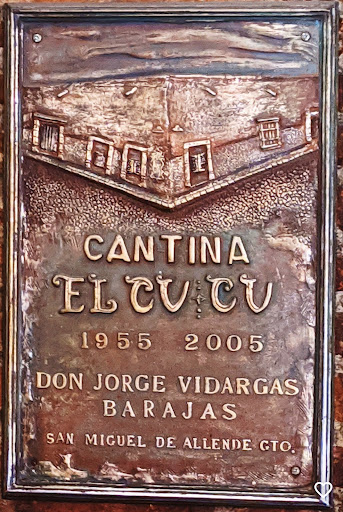 CANTINA
EL CU CU
1955 2005
DON JORGE VIDARGAS
BARAJAS
SAN MIGUEL DE ALLENDE GTO.